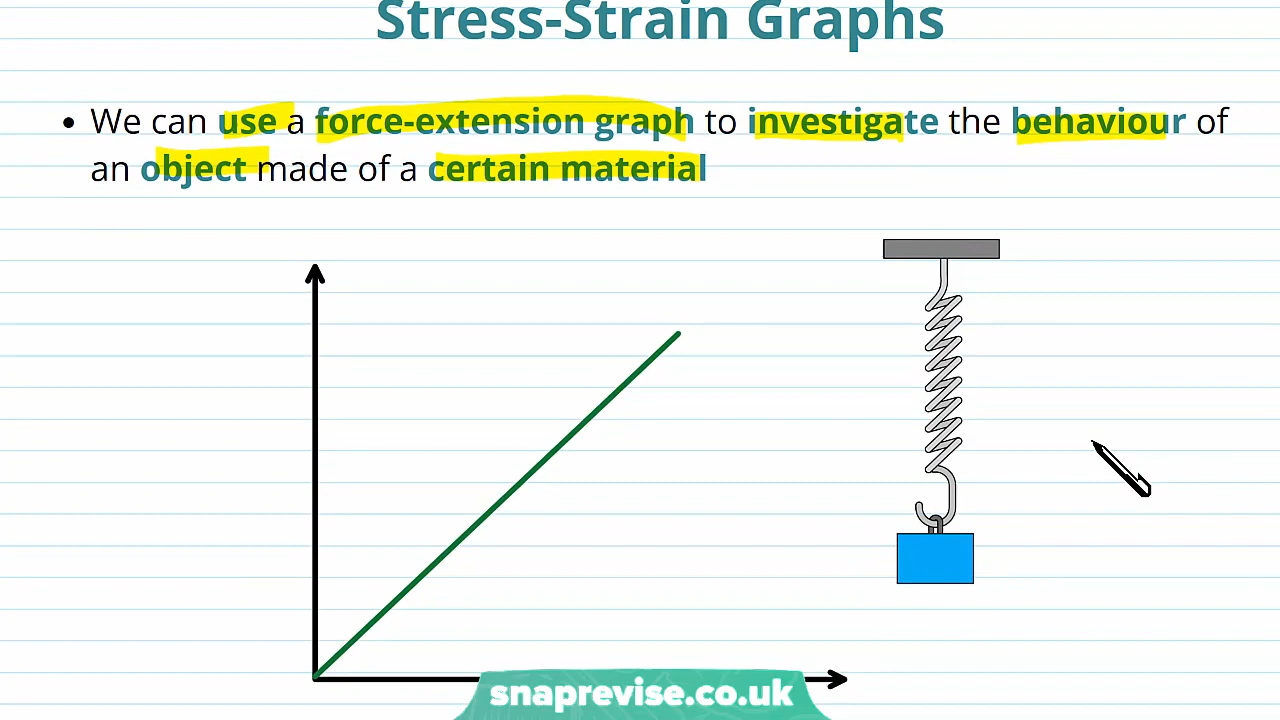 Stress-Strain Graphs
• We can use a force-extension graph to investigate the behaviour of
an object made of a certain material
snaprevise.co.uk